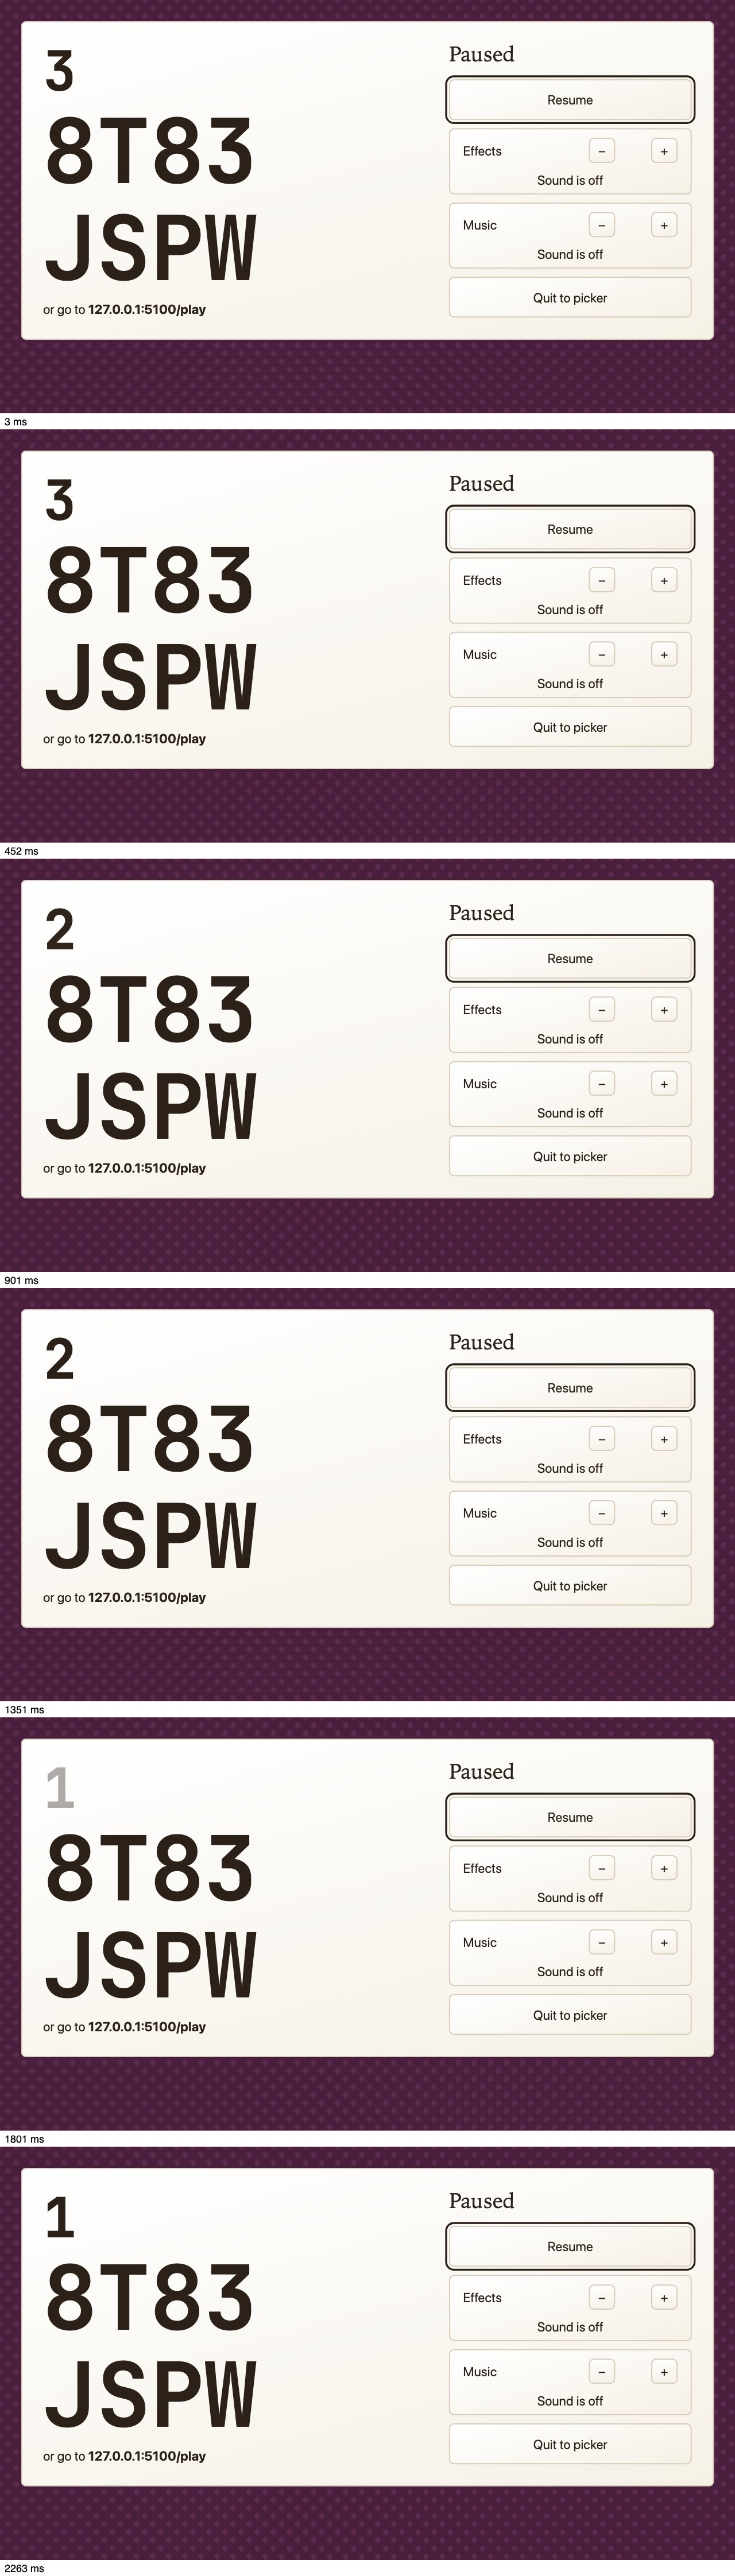 3
8T83
JSPW
or go to 127.0.0.1:5100/play
Paused
Resume
Effects − +
Sound is off
Music − +
Sound is off
Quit to picker
3 ms
3
8T83
JSPW
or go to 127.0.0.1:5100/play
Paused
Resume
Effects − +
Sound is off
Music − +
Sound is off
Quit to picker
452 ms
2
8T83
JSPW
or go to 127.0.0.1:5100/play
Paused
Resume
Effects − +
Sound is off
Music − +
Sound is off
Quit to picker
901 ms
2
8T83
JSPW
or go to 127.0.0.1:5100/play
Paused
Resume
Effects − +
Sound is off
Music − +
Sound is off
Quit to picker
1351 ms
1
8T83
JSPW
or go to 127.0.0.1:5100/play
Paused
Resume
Effects − +
Sound is off
Music − +
Sound is off
Quit to picker
1801 ms
1
8T83
JSPW
or go to 127.0.0.1:5100/play
Paused
Resume
Effects − +
Sound is off
Music − +
Sound is off
Quit to picker
2263 ms